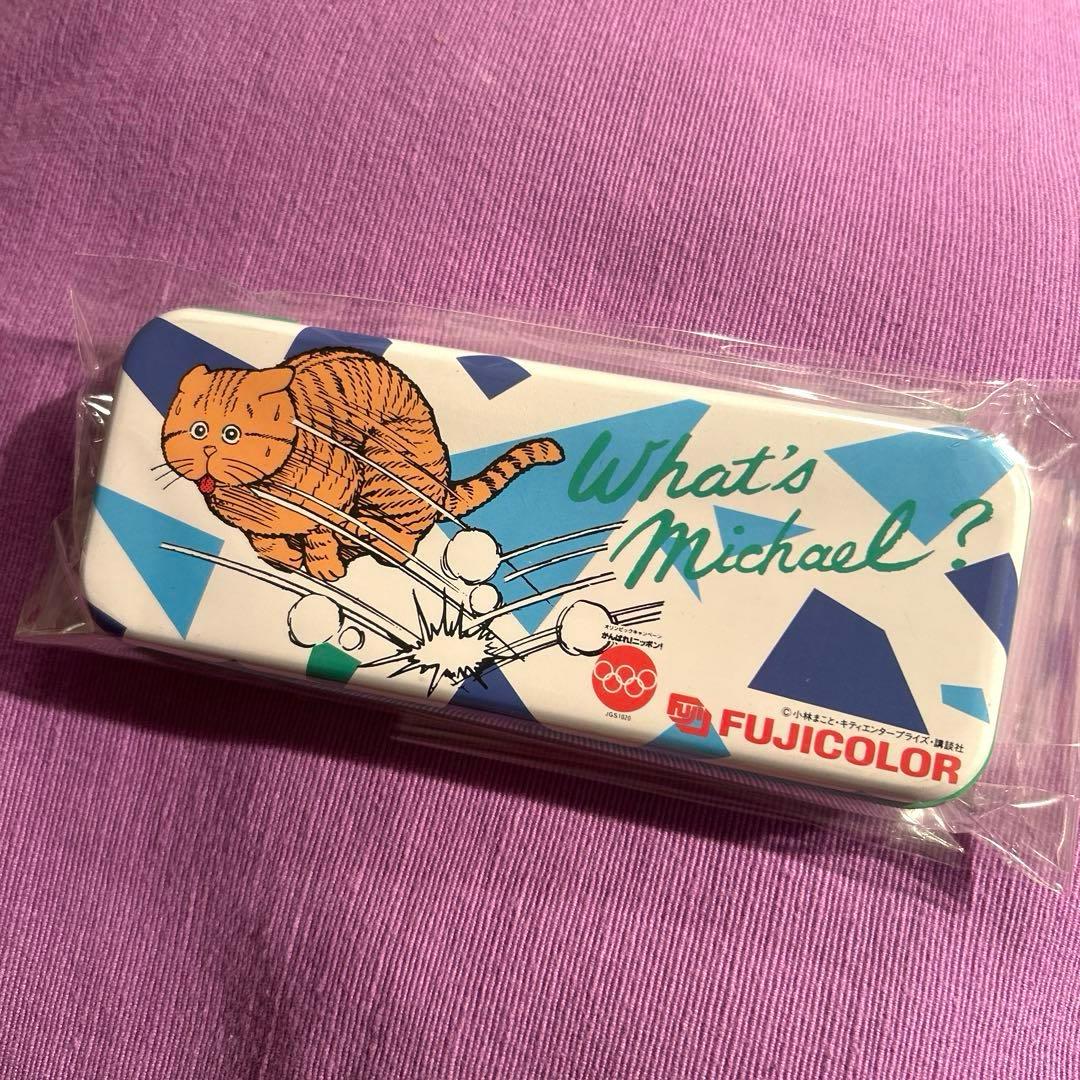 What's
Michael?
オリンピックキャンペーン
がんばれ!ニッポン!
JGS1020
©小林まこと・キティエンタープライズ・講談社
Fuji FUJICOLOR